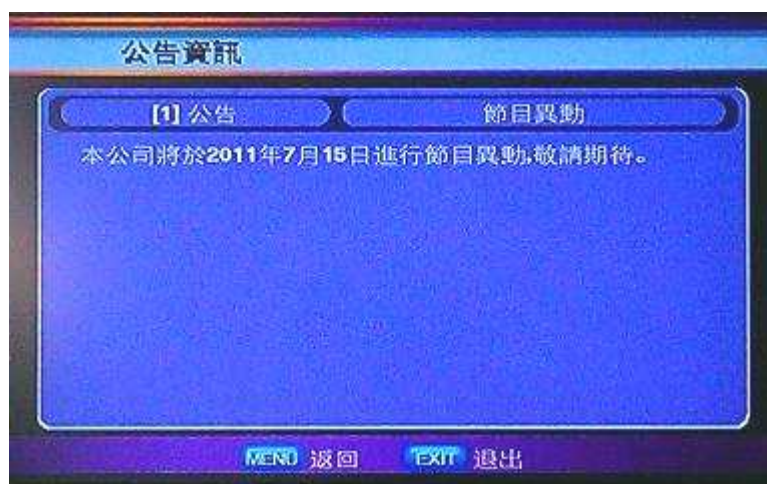 公告資訊
[1] 公告 節目異動
本公司將於2011年7月15日進行節目異動,敬請期待。
MENU 返回 EXIT 退出